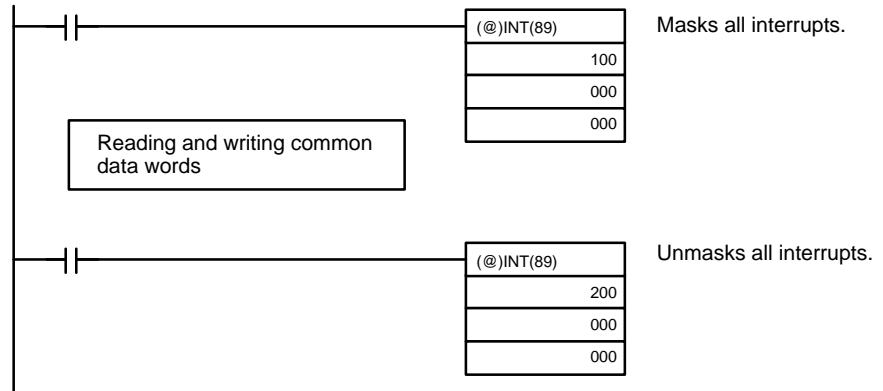 (@)INT(89)
Masks all interrupts.
100
000
000
Reading and writing common
data words
(@)INT(89)
Unmasks all interrupts.
200
000
000